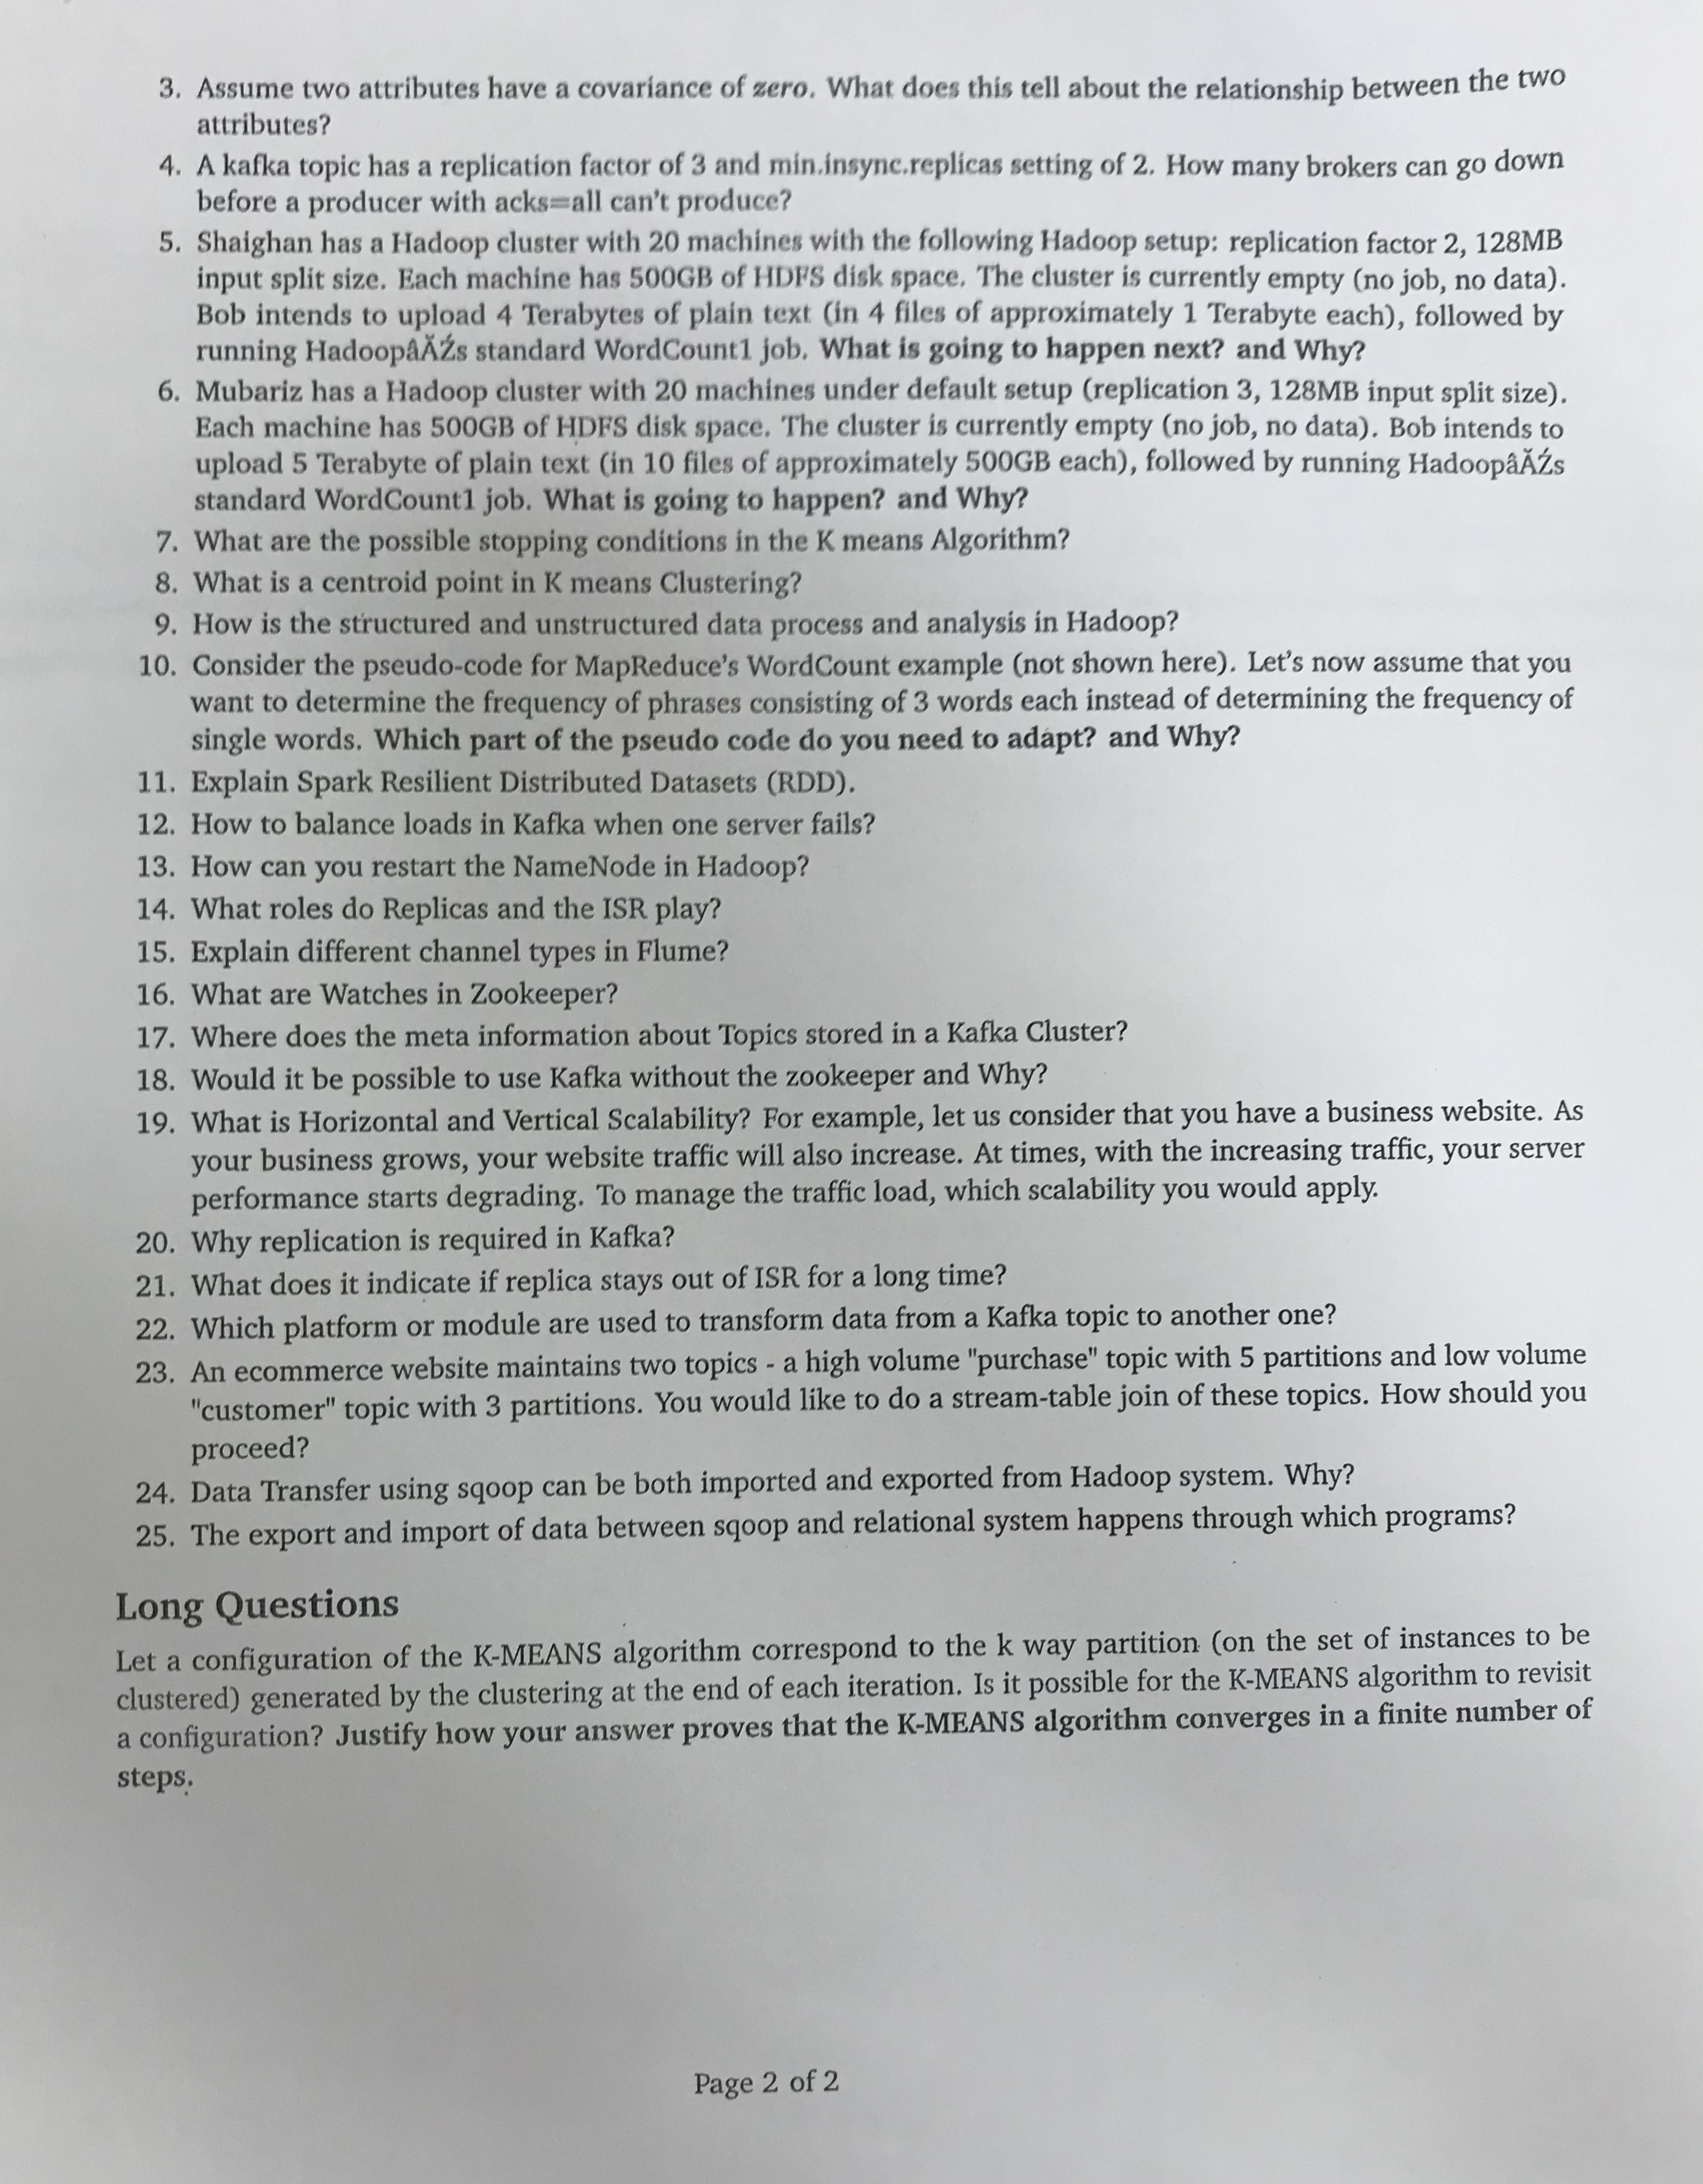 3. Assume two attributes have a covariance of zero. What does this tell about the relationship between the two
attributes?
4. A kafka topic has a replication factor of 3 and min.insync.replicas setting of 2. How many brokers can go down
before a producer with acks=all can't produce?
5. Shaighan has a Hadoop cluster with 20 machines with the following Hadoop setup: replication factor 2, 128MB
input split size. Each machine has 500GB of HDFS disk space. The cluster is currently empty (no job, no data).
Bob intends to upload 4 Terabytes of plain text (in 4 files of approximately 1 Terabyte each), followed by
running HadoopâĂŹs standard WordCount1 job. What is going to happen next? and Why?
6. Mubariz has a Hadoop cluster with 20 machines under default setup (replication 3, 128MB input split size).
Each machine has 500GB of HDFS disk space. The cluster is currently empty (no job, no data). Bob intends to
upload 5 Terabyte of plain text (in 10 files of approximately 500GB each), followed by running HadoopâĂŹs
standard WordCount1 job. What is going to happen? and Why?
7. What are the possible stopping conditions in the K means Algorithm?
8. What is a centroid point in K means Clustering?
9. How is the structured and unstructured data process and analysis in Hadoop?
10. Consider the pseudo-code for MapReduce's WordCount example (not shown here). Let's now assume that you
want to determine the frequency of phrases consisting of 3 words each instead of determining the frequency of
single words. Which part of the pseudo code do you need to adapt? and Why?
11. Explain Spark Resilient Distributed Datasets (RDD).
12. How to balance loads in Kafka when one server fails?
13. How can you restart the NameNode in Hadoop?
14. What roles do Replicas and the ISR play?
15. Explain different channel types in Flume?
16. What are Watches in Zookeeper?
17. Where does the meta information about Topics stored in a Kafka Cluster?
18. Would it be possible to use Kafka without the zookeeper and Why?
19. What is Horizontal and Vertical Scalability? For example, let us consider that you have a business website. As
your business grows, your website traffic will also increase. At times, with the increasing traffic, your server
performance starts degrading. To manage the traffic load, which scalability you would apply.
20. Why replication is required in Kafka?
21. What does it indicate if replica stays out of ISR for a long time?
22. Which platform or module are used to transform data from a Kafka topic to another one?
23. An ecommerce website maintains two topics - a high volume "purchase" topic with 5 partitions and low volume
"customer" topic with 3 partitions. You would like to do a stream-table join of these topics. How should you
proceed?
24. Data Transfer using sqoop can be both imported and exported from Hadoop system. Why?
25. The export and import of data between sqoop and relational system happens through which programs?
Long Questions
Let a configuration of the K-MEANS algorithm correspond to the k way partition (on the set of instances to be
clustered) generated by the clustering at the end of each iteration. Is it possible for the K-MEANS algorithm to revisit
a configuration? Justify how your answer proves that the K-MEANS algorithm converges in a finite number of
steps.
Page 2 of 2